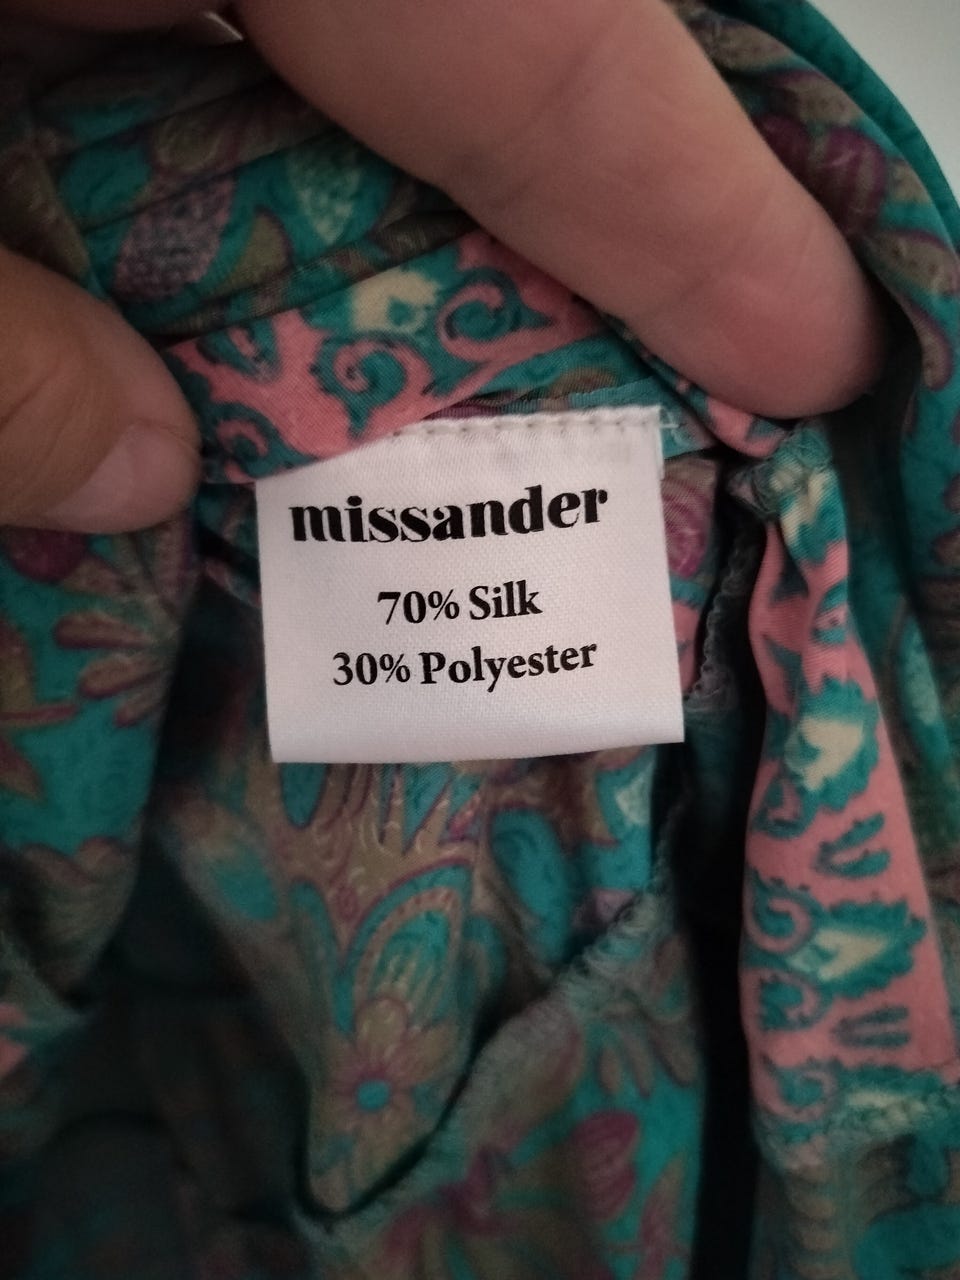 missander
70% Silk
30% Polyester